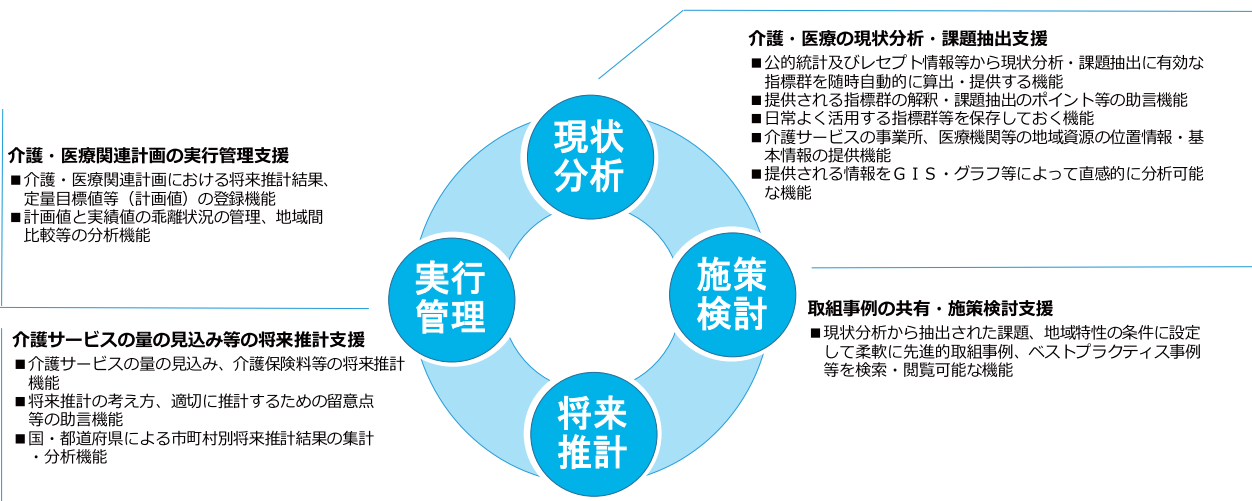 介護・医療の現状分析・課題抽出支援
■公的統計及びレセプト情報等から現状分析・課題抽出に有効な
指標群を随時自動的に算出・提供する機能
■提供される指標群の解釈・課題抽出のポイント等の助言機能
■日常よく活用する指標群等を保存しておく機能
■介護サービスの事業所、医療機関等の地域資源の位置情報・基
本情報の提供機能
■提供される情報をＧＩＳ・グラフ等によって直感的に分析可能
な機能
現状
分析
介護・医療関連計画の実行管理支援
■介護・医療関連計画における将来推計結果、
定量目標値等（計画値）の登録機能
■計画値と実績値の乖離状況の管理、地域間
比較等の分析機能
実行
管理
施策
検討
取組事例の共有・施策検討支援
■現状分析から抽出された課題、地域特性の条件に設定
して柔軟に先進的取組事例、ベストプラクティス事例
等を検索・閲覧可能な機能
介護サービスの量の見込み等の将来推計支援
■介護サービスの量の見込み、介護保険料等の将来推計
機能
■将来推計の考え方、適切に推計するための留意点
等の助言機能
■国・都道府県による市町村別将来推計結果の集計
・分析機能
将来
推計